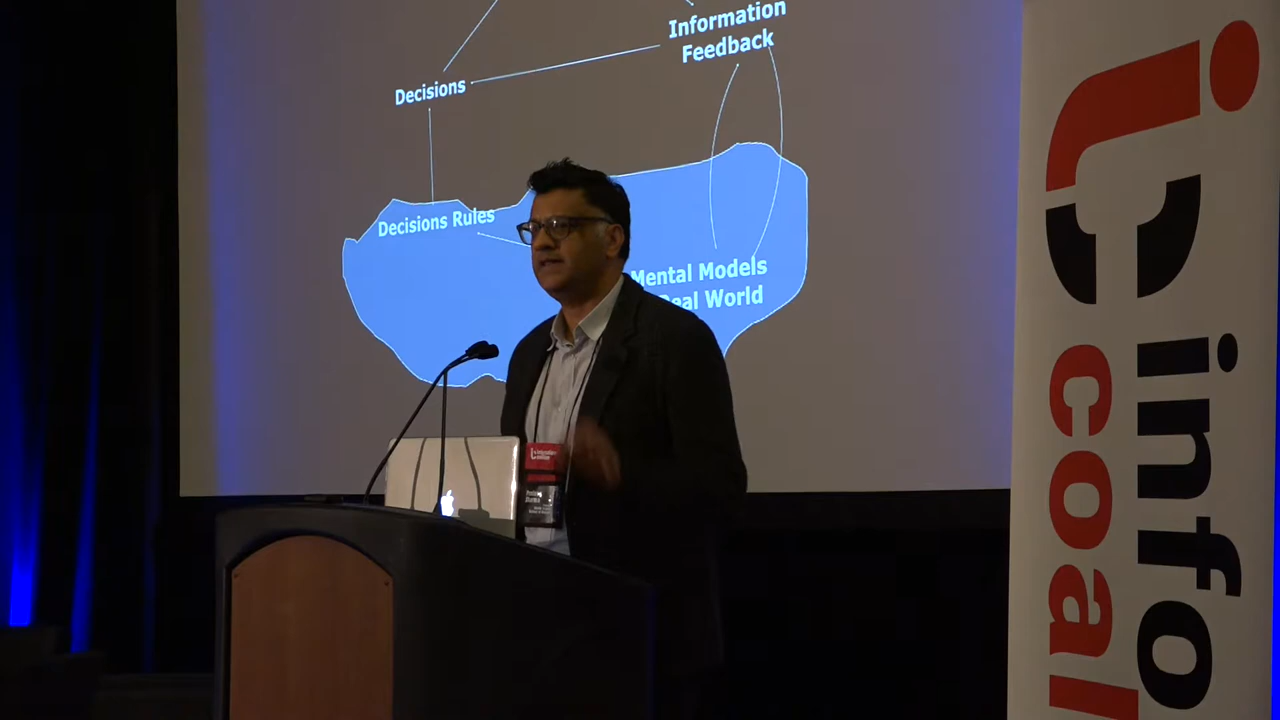 Information
Feedback
Decisions
Decisions Rules
Mental Models
Real World
info
coal